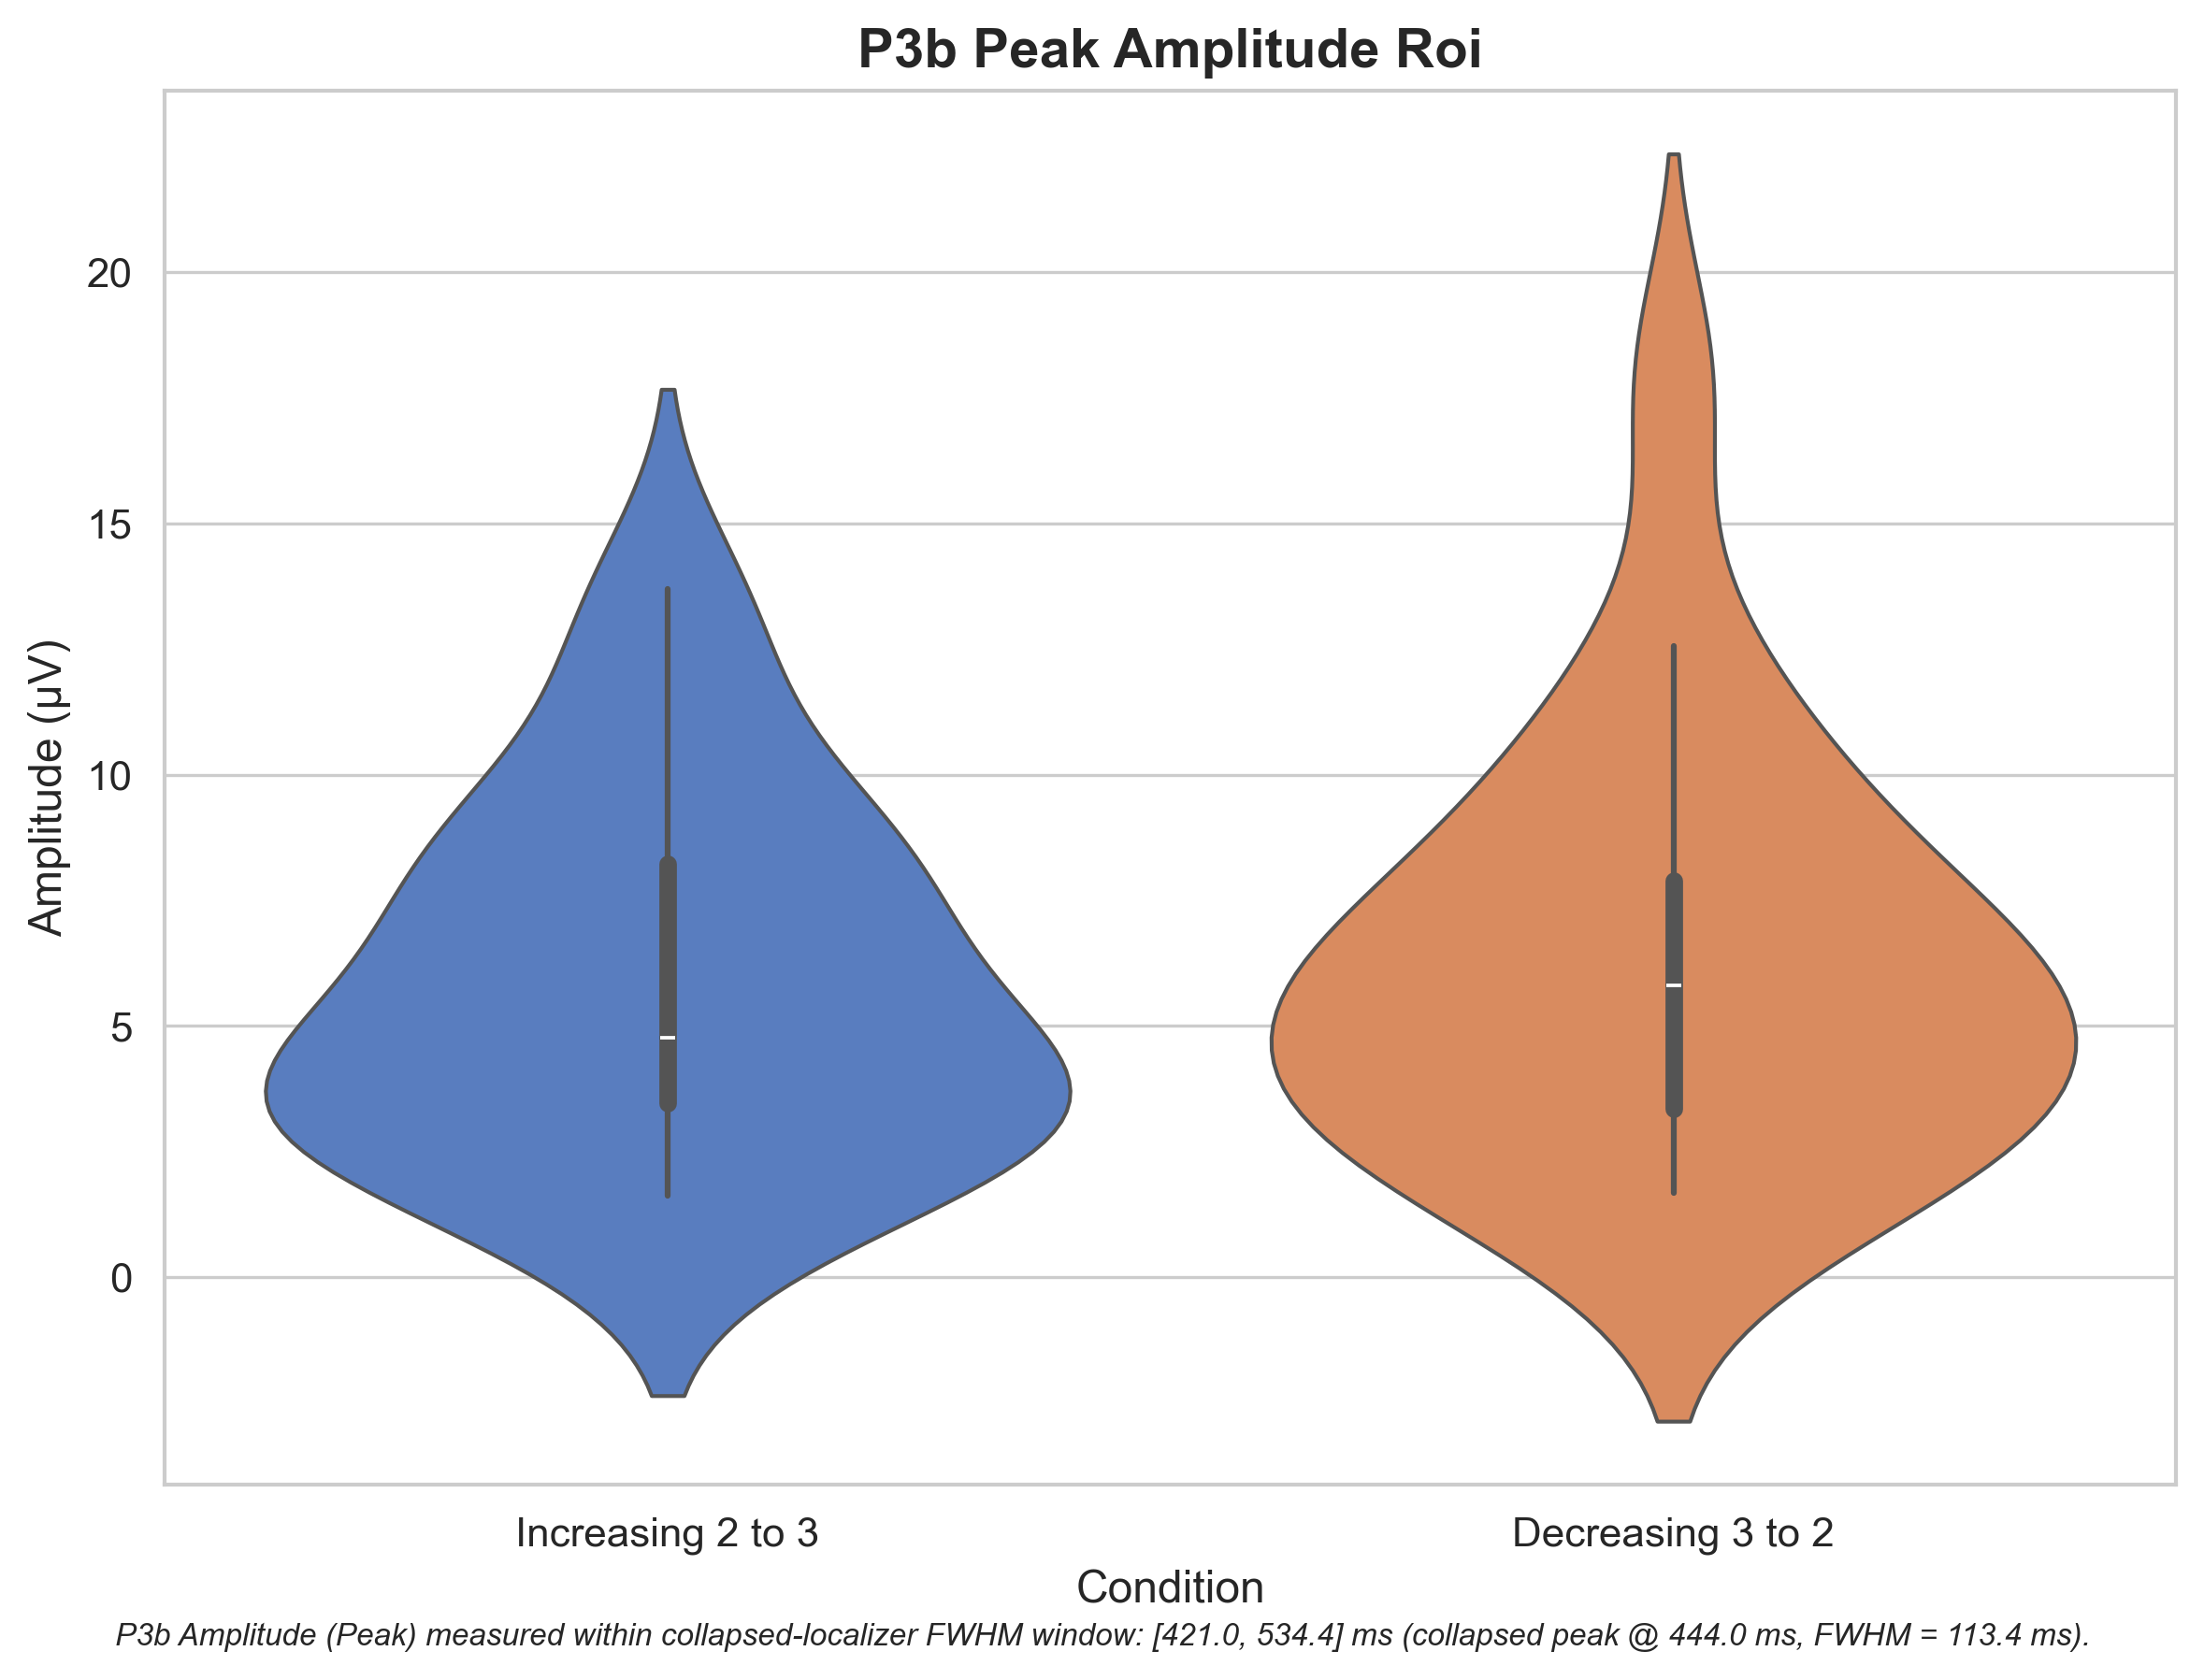 P3b Peak Amplitude Roi
Amplitude (µV)
20
15
10
5
0
Increasing 2 to 3
Decreasing 3 to 2
Condition
P3b Amplitude (Peak) measured within collapsed-localizer FWHM window: [421.0, 534.4] ms (collapsed peak @ 444.0 ms, FWHM = 113.4 ms).